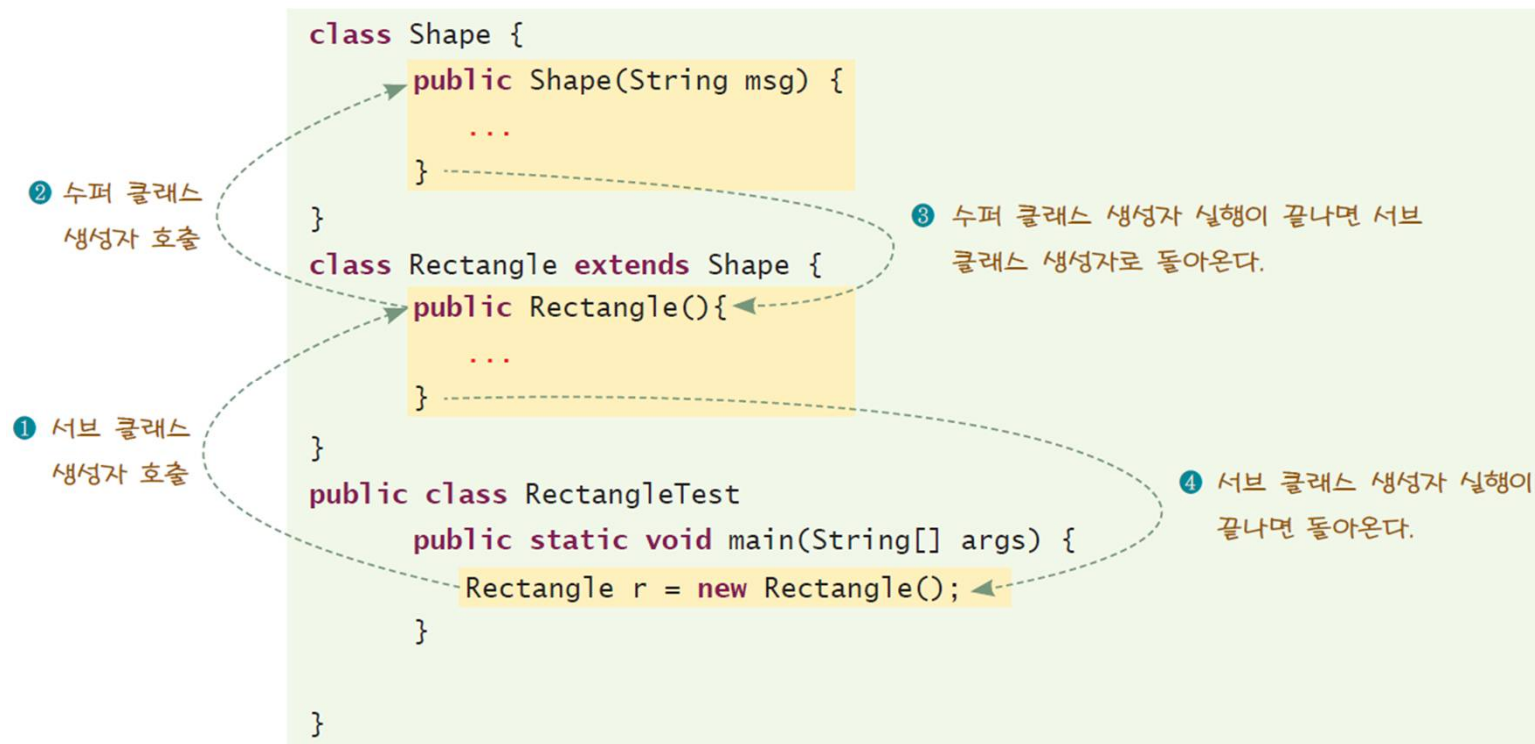 class Shape {
public Shape(String msg) {
...
}
❷ 수퍼 클래스
생성자 호출
}
❸ 수퍼 클래스 생성자 실행이 끝나면 서브
클래스 생성자로 돌아온다.
class Rectangle extends Shape {
public Rectangle(){
...
}
❶ 서브 클래스
생성자 호출
}
public class RectangleTest
❹ 서브 클래스 생성자 실행이
끝나면 돌아온다.
public static void main(String[] args) {
Rectangle r = new Rectangle();
}
}